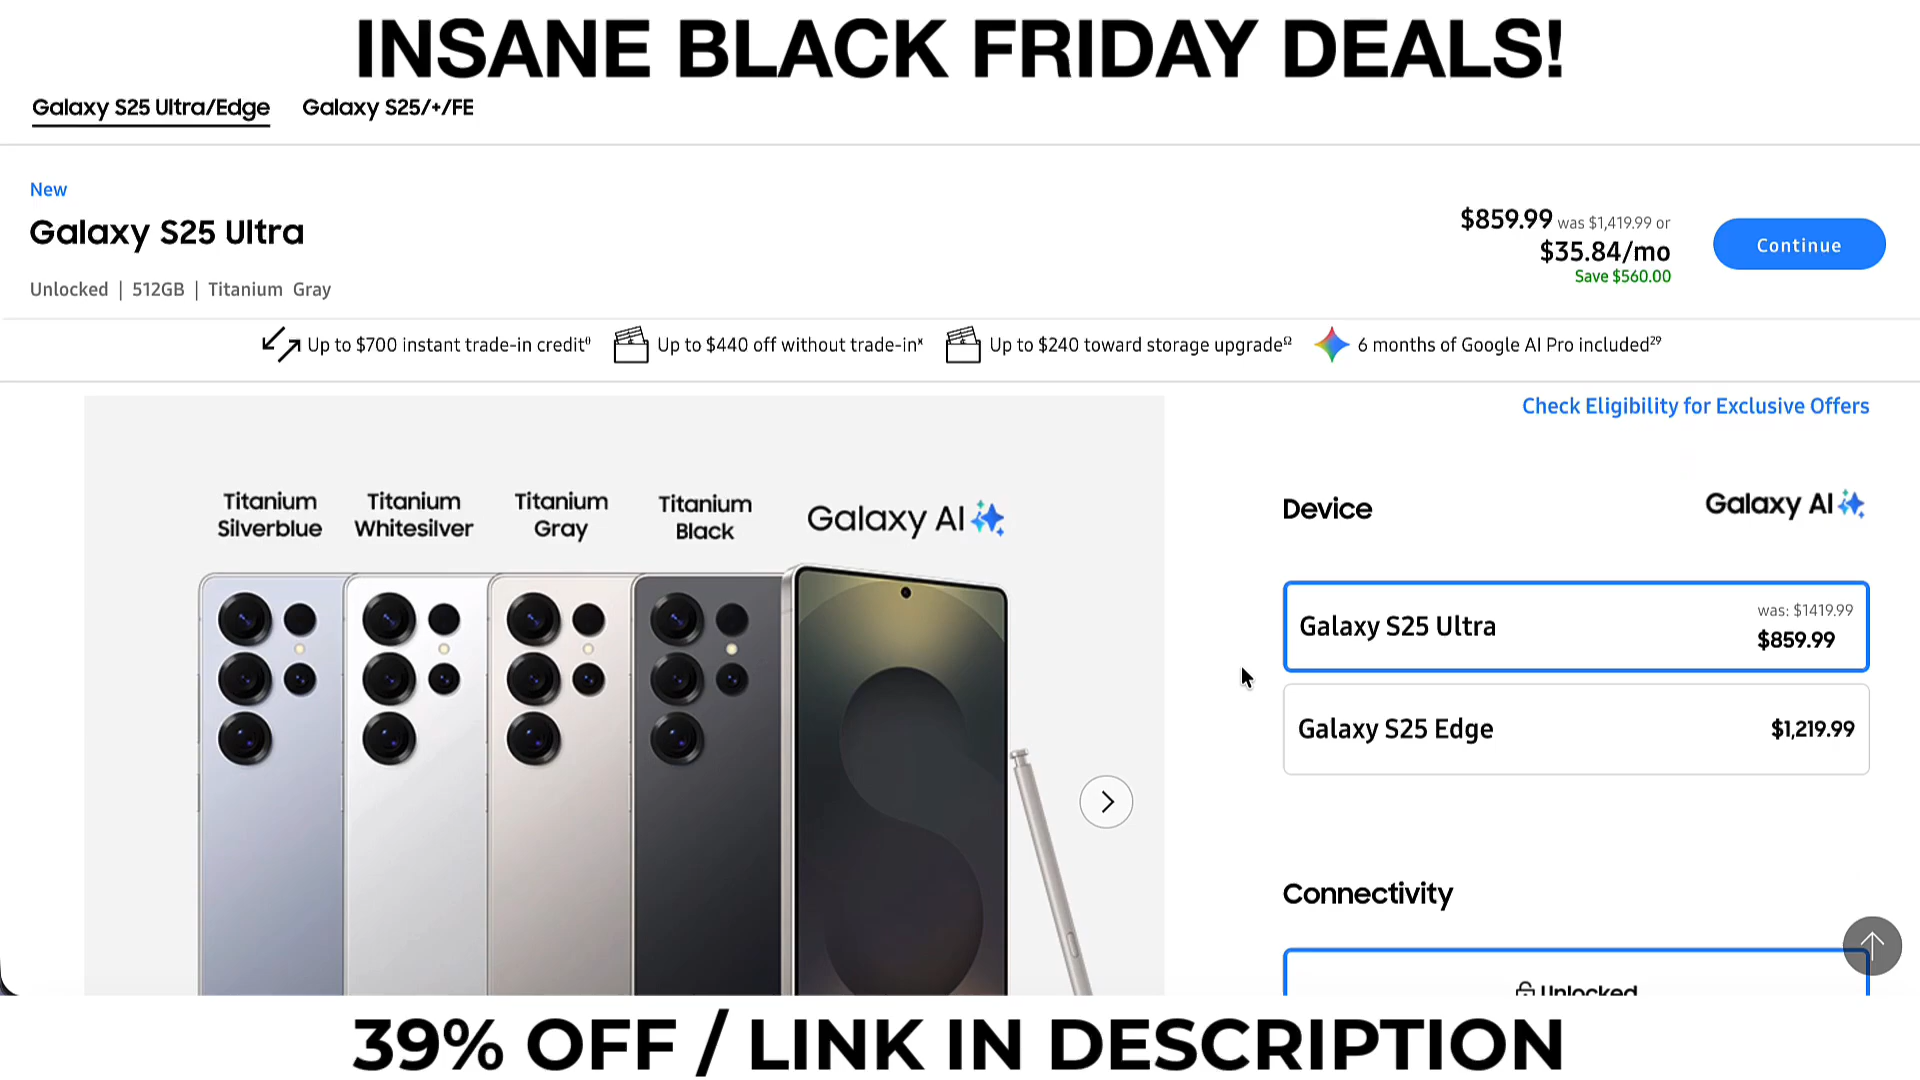 INSANE BLACK FRIDAY DEALS!
Galaxy S25 Ultra/Edge
Galaxy S25/+/FE
New
Galaxy S25 Ultra
Unlocked | 512GB | Titanium Gray
$859.99 was $1,419.99 or
$35.84/mo
Save $560.00
Continue
Up to $700 instant trade-in credit⁰
Up to $440 off without trade-inˣ
Up to $240 toward storage upgradeΩ
6 months of Google AI Pro included²⁹
Check Eligibility for Exclusive Offers
Titanium
Silverblue
Titanium
Whitesilver
Titanium
Gray
Titanium
Black
Galaxy AI
Device
Galaxy AI
Galaxy S25 Ultra
was: $1419.99
$859.99
Galaxy S25 Edge
$1,219.99
Connectivity
Unlocked
39% OFF / LINK IN DESCRIPTION